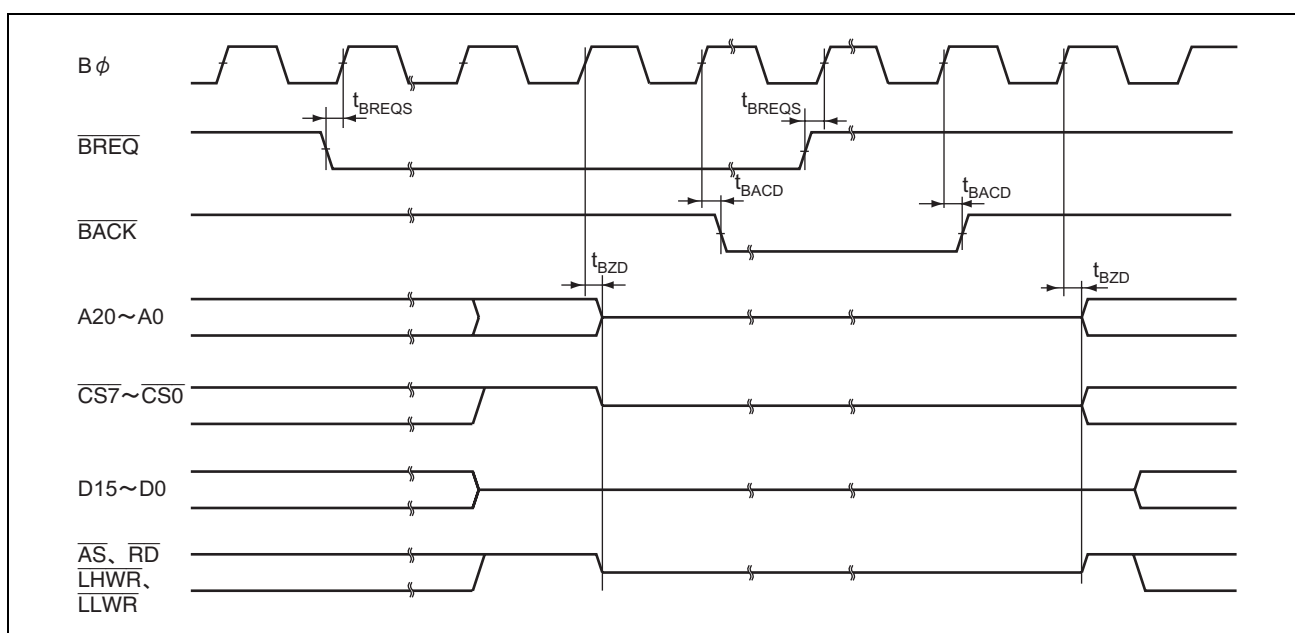 Bφ
tBREQS
tBREQS
BREQ
tBACD
tBACD
BACK
tBZD
tBZD
A20～A0
CS7～CS0
D15～D0
AS、RD
LHWR、
LLWR